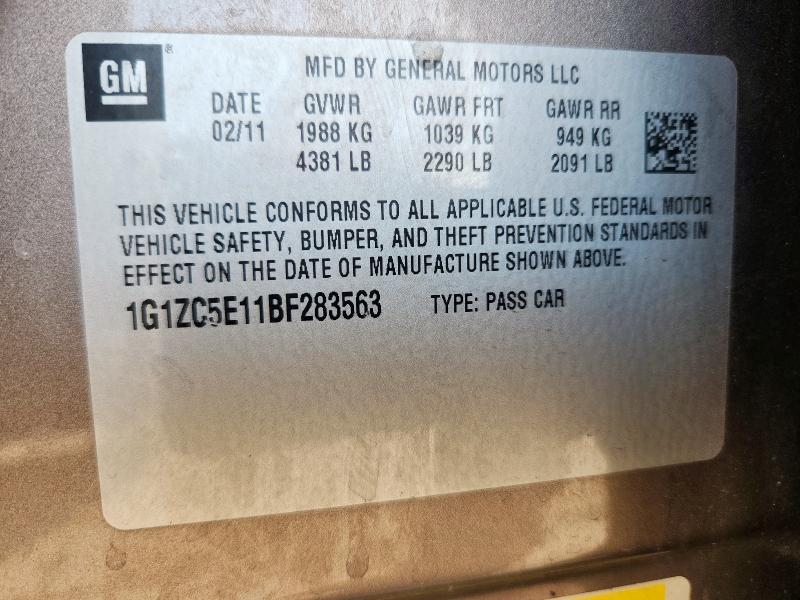 GM ®
MFD BY GENERAL MOTORS LLC
DATE GVWR GAWR FRT GAWR RR
02/11 1988 KG 1039 KG 949 KG
4381 LB 2290 LB 2091 LB
THIS VEHICLE CONFORMS TO ALL APPLICABLE U.S. FEDERAL MOTOR
VEHICLE SAFETY, BUMPER, AND THEFT PREVENTION STANDARDS IN
EFFECT ON THE DATE OF MANUFACTURE SHOWN ABOVE.
1G1ZC5E11BF283563 TYPE: PASS CAR